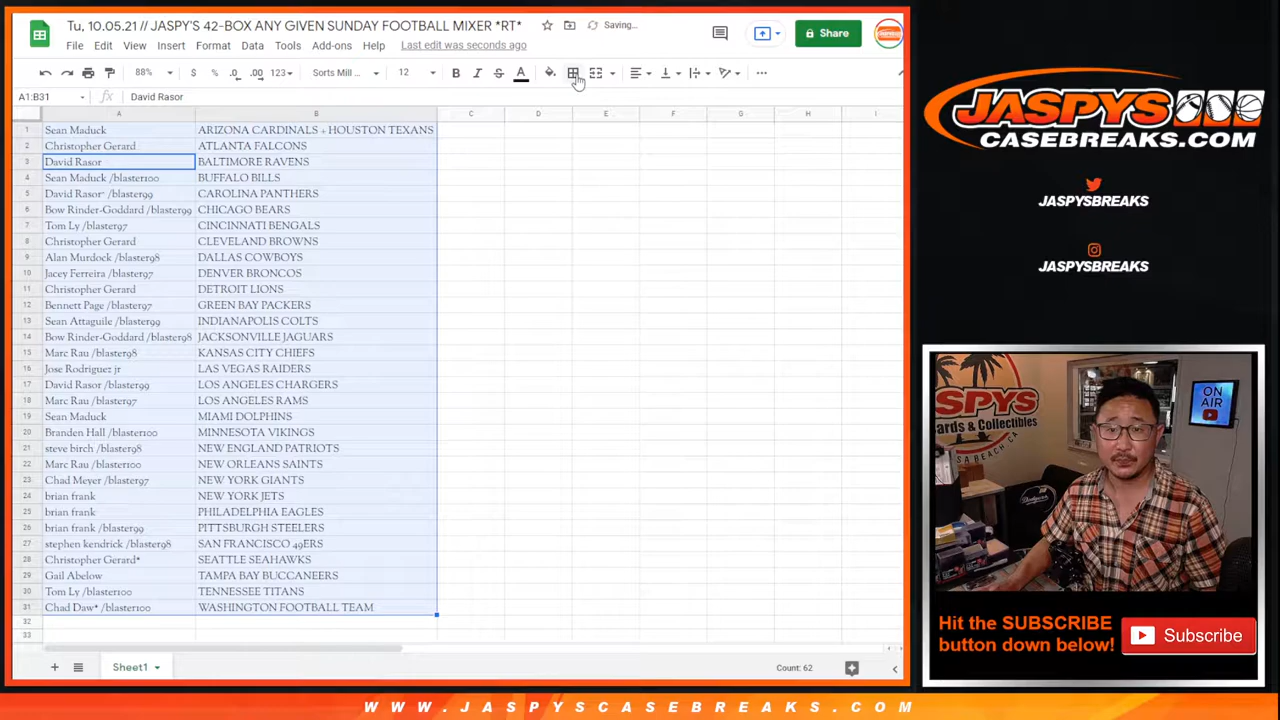 Tu, 10.05.21 // JASPY'S 42-BOX ANY GIVEN SUNDAY FOOTBALL MIXER *RT*
Saving...
File Edit View Insert Format Data Tools Add-ons Help Last edit was seconds ago
Share
88% $ % .0 .00 123 Sorts Mill ... 12 B I S A
A1:B31 fx David Rasor
A B C D E F G H I
1 Sean Maduck ARIZONA CARDINALS + HOUSTON TEXANS
2 Christopher Gerard ATLANTA FALCONS
3 David Rasor BALTIMORE RAVENS
4 Sean Maduck /blaster100 BUFFALO BILLS
5 David Rasor* /blaster99 CAROLINA PANTHERS
6 Bow Rinder-Goddard /blaster99 CHICAGO BEARS
7 Tom Ly /blaster97 CINCINNATI BENGALS
8 Christopher Gerard CLEVELAND BROWNS
9 Alan Murdock /blaster98 DALLAS COWBOYS
10 Jacey Ferreira /blaster97 DENVER BRONCOS
11 Christopher Gerard DETROIT LIONS
12 Bennett Page /blaster97 GREEN BAY PACKERS
13 Sean Attaguile /blaster99 INDIANAPOLIS COLTS
14 Bow Rinder-Goddard /blaster98 JACKSONVILLE JAGUARS
15 Marc Rau /blaster98 KANSAS CITY CHIEFS
16 Jose Rodriguez jr LAS VEGAS RAIDERS
17 David Rasor /blaster99 LOS ANGELES CHARGERS
18 Marc Rau /blaster97 LOS ANGELES RAMS
19 Sean Maduck MIAMI DOLPHINS
20 Branden Hall /blaster100 MINNESOTA VIKINGS
21 steve birch /blaster98 NEW ENGLAND PATRIOTS
22 Marc Rau /blaster100 NEW ORLEANS SAINTS
23 Chad Meyer /blaster97 NEW YORK GIANTS
24 brian frank NEW YORK JETS
25 brian frank PHILADELPHIA EAGLES
26 brian frank /blaster99 PITTSBURGH STEELERS
27 stephen kendrick /blaster98 SAN FRANCISCO 49ERS
28 Christopher Gerard* SEATTLE SEAHAWKS
29 Gail Abelow TAMPA BAY BUCCANEERS
30 Tom Ly /blaster100 TENNESSEE TITANS
31 Chad Daw* /blaster100 WASHINGTON FOOTBALL TEAM
32
33
Sheet1
Count: 62
JASPYS
CASEBREAKS.COM
JASPYSBREAKS
JASPYSBREAKS
ON AIR
Hit the SUBSCRIBE
button down below!
Subscribe
WWW.JASPYSCASEBREAKS.COM